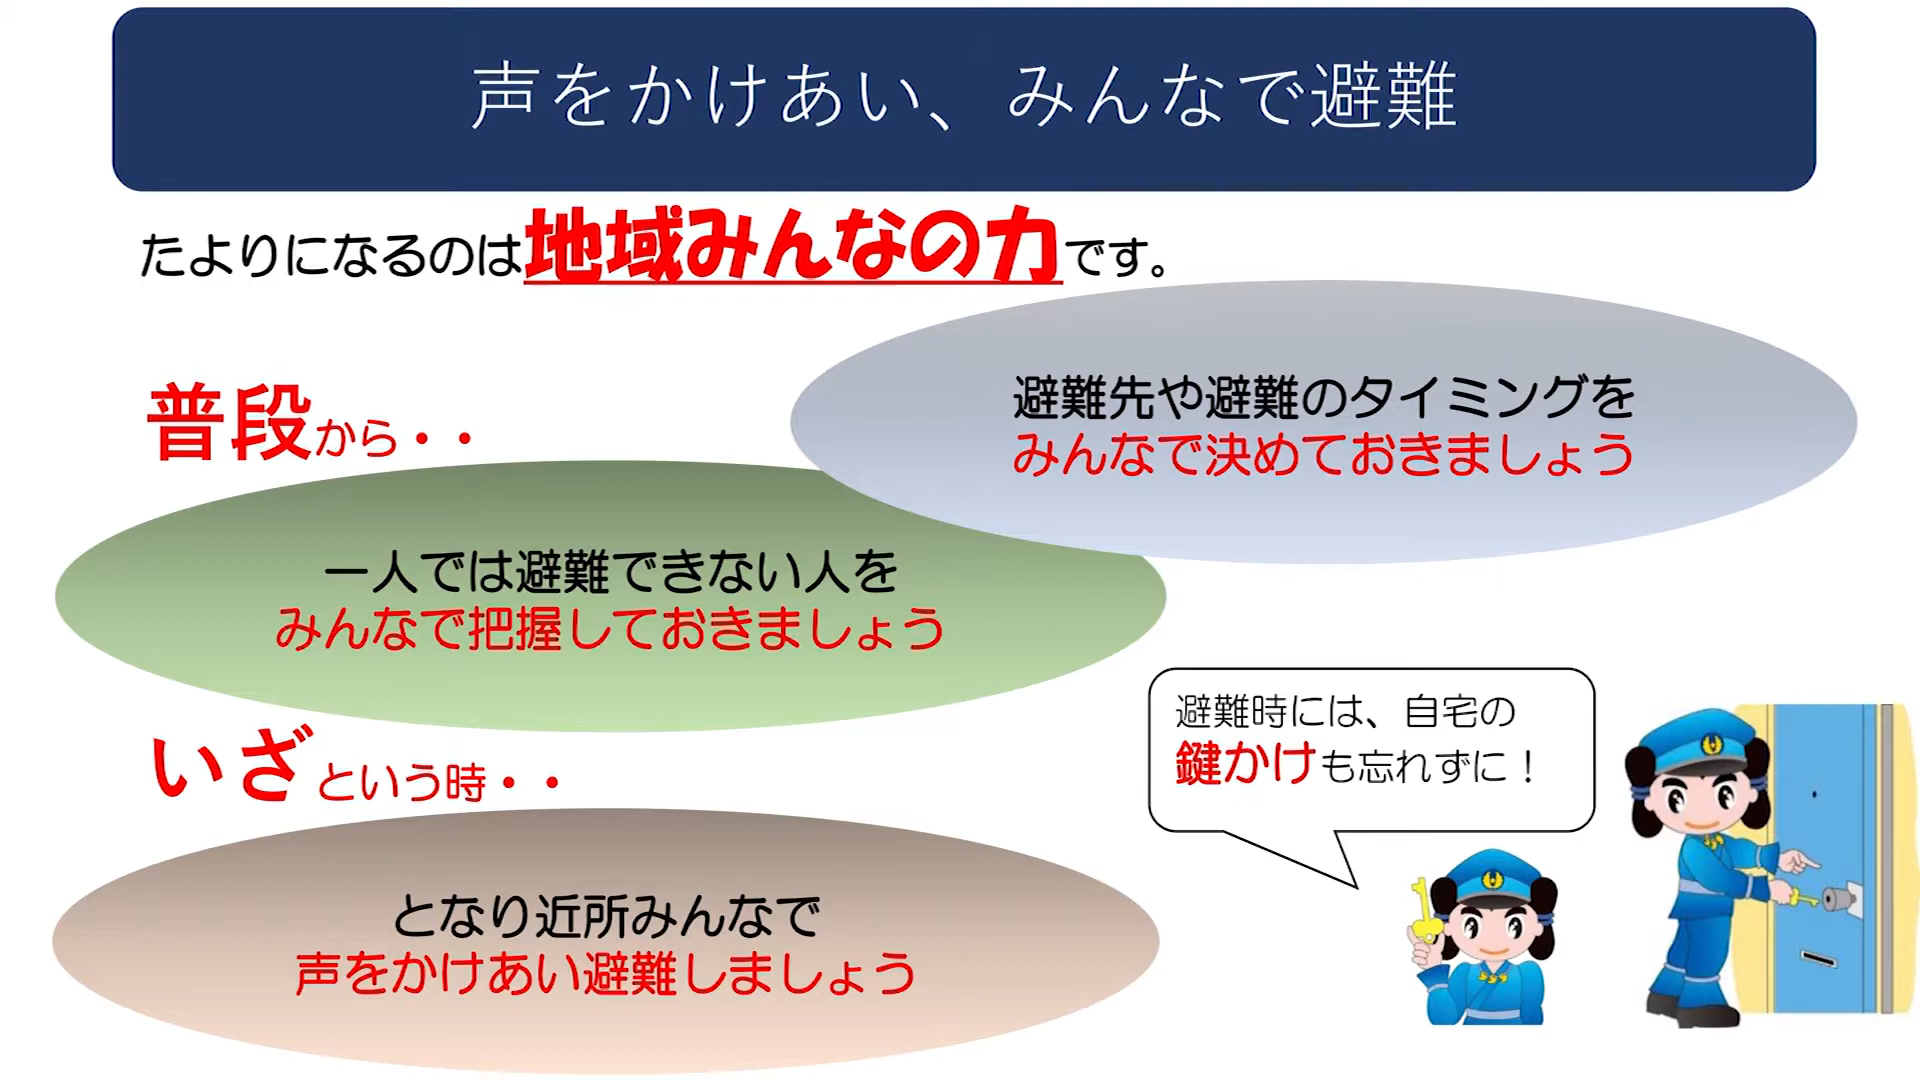 声をかけあい、みんなで避難
たよりになるのは地域みんなの力です。
普段から・・
避難先や避難のタイミングを
みんなで決めておきましょう
一人では避難できない人を
みんなで把握しておきましょう
いざという時・・
となり近所みんなで
声をかけあい避難しましょう
避難時には、自宅の
鍵かけも忘れずに！